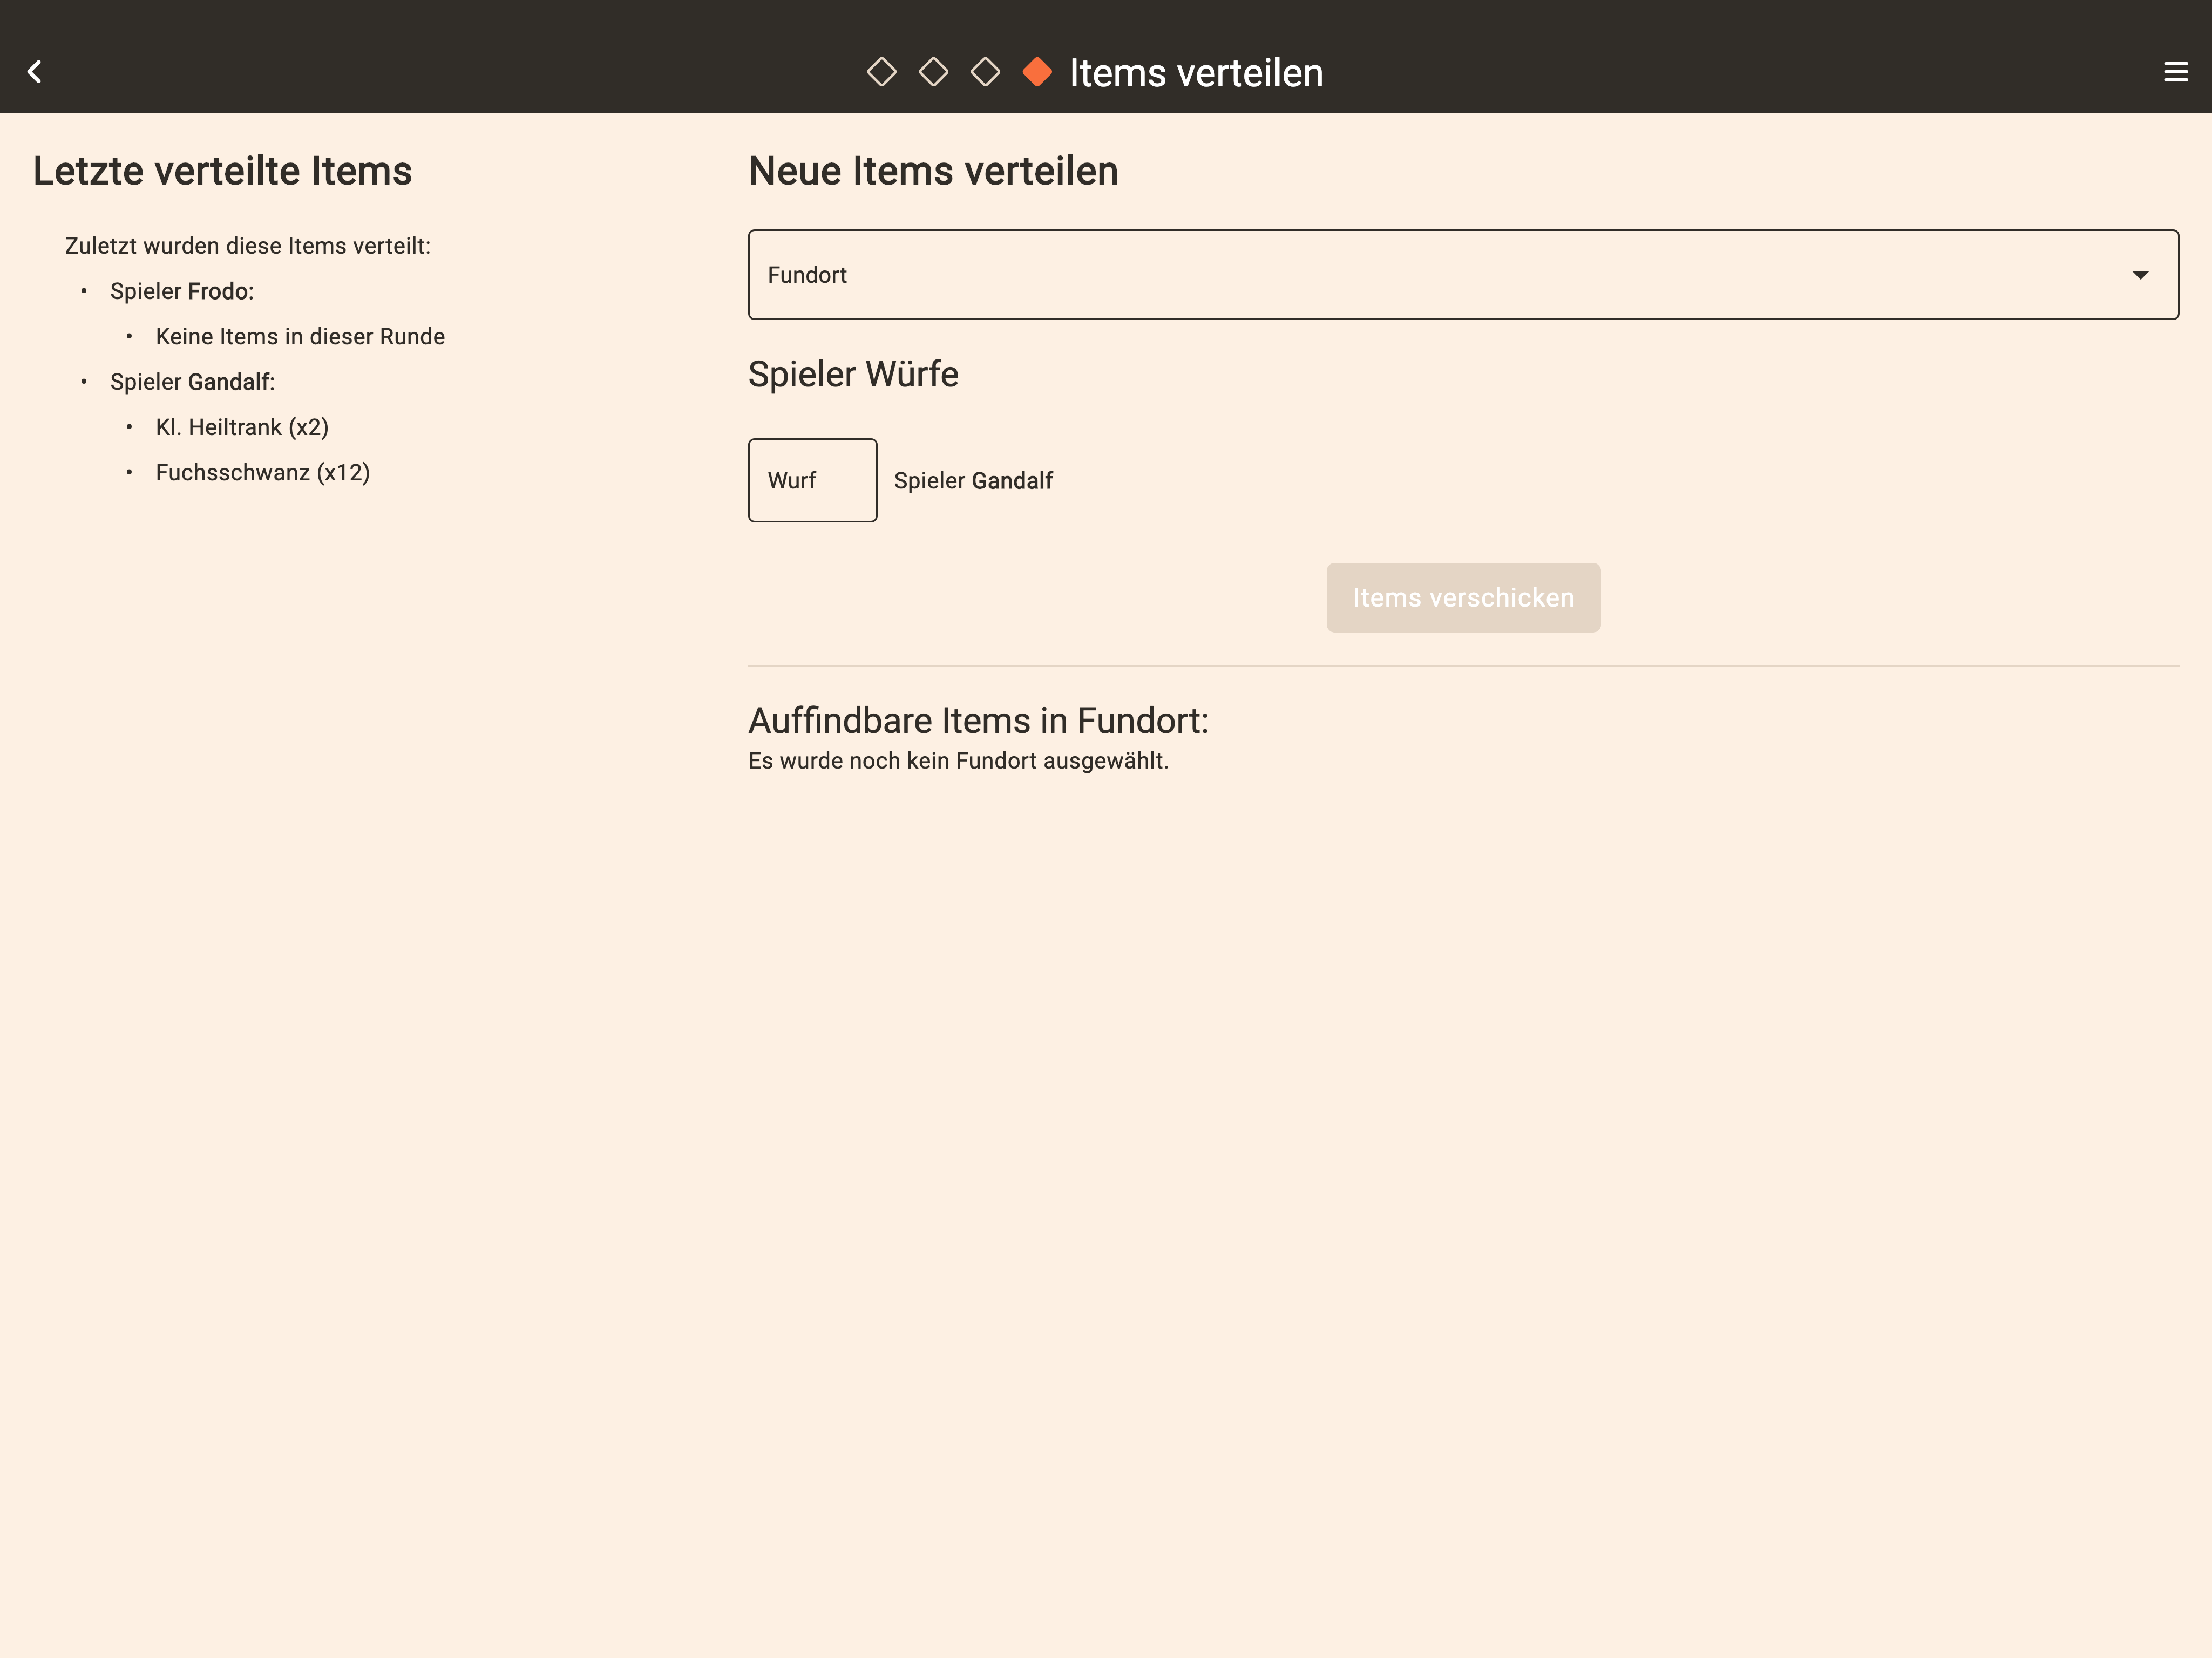 Items verteilen
Letzte verteilte Items
Zuletzt wurden diese Items verteilt:
• Spieler Frodo:
• Keine Items in dieser Runde
• Spieler Gandalf:
• Kl. Heiltrank (x2)
• Fuchsschwanz (x12)
Neue Items verteilen
Fundort
Spieler Würfe
Wurf Spieler Gandalf
Items verschicken
Auffindbare Items in Fundort:
Es wurde noch kein Fundort ausgewählt.